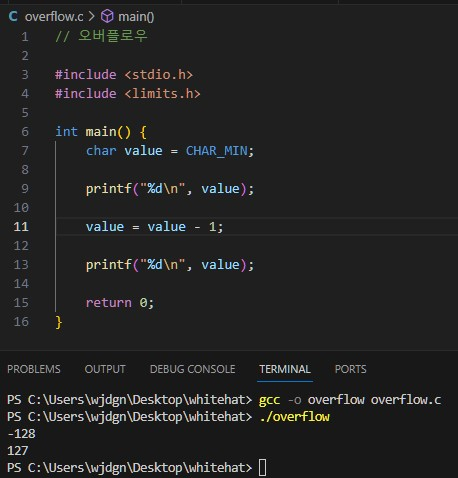 overflow.c > main()
1 // 오버플로우
2
3 #include <stdio.h>
4 #include <limits.h>
5
6 int main() {
7     char value = CHAR_MIN;
8
9     printf("%d\n", value);
10
11     value = value - 1;
12
13     printf("%d\n", value);
14
15     return 0;
16 }
PROBLEMS OUTPUT DEBUG CONSOLE TERMINAL PORTS
PS C:\Users\wjdgn\Desktop\whitehat> gcc -o overflow overflow.c
PS C:\Users\wjdgn\Desktop\whitehat> ./overflow
-128
127
PS C:\Users\wjdgn\Desktop\whitehat>